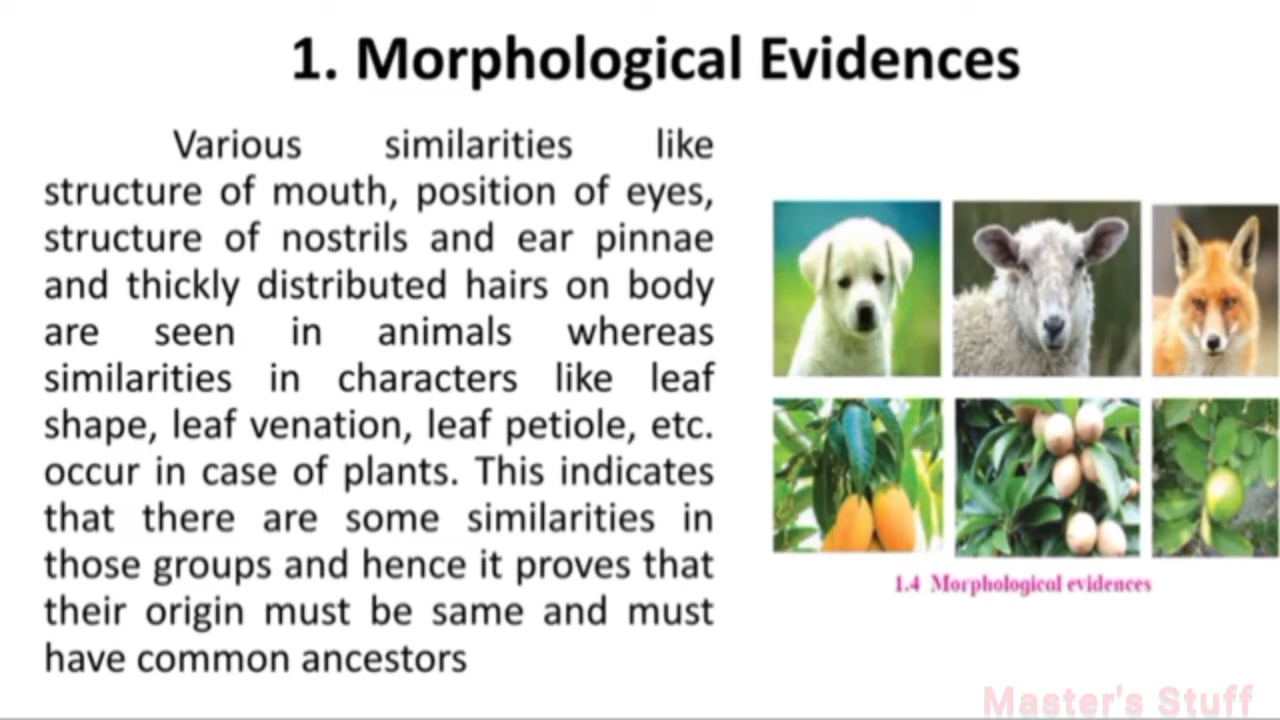 1. Morphological Evidences
Various similarities like
structure of mouth, position of eyes,
structure of nostrils and ear pinnae
and thickly distributed hairs on body
are seen in animals whereas
similarities in characters like leaf
shape, leaf venation, leaf petiole, etc.
occur in case of plants. This indicates
that there are some similarities in
those groups and hence it proves that
their origin must be same and must
have common ancestors
1.4 Morphological evidences
Master's Stuff